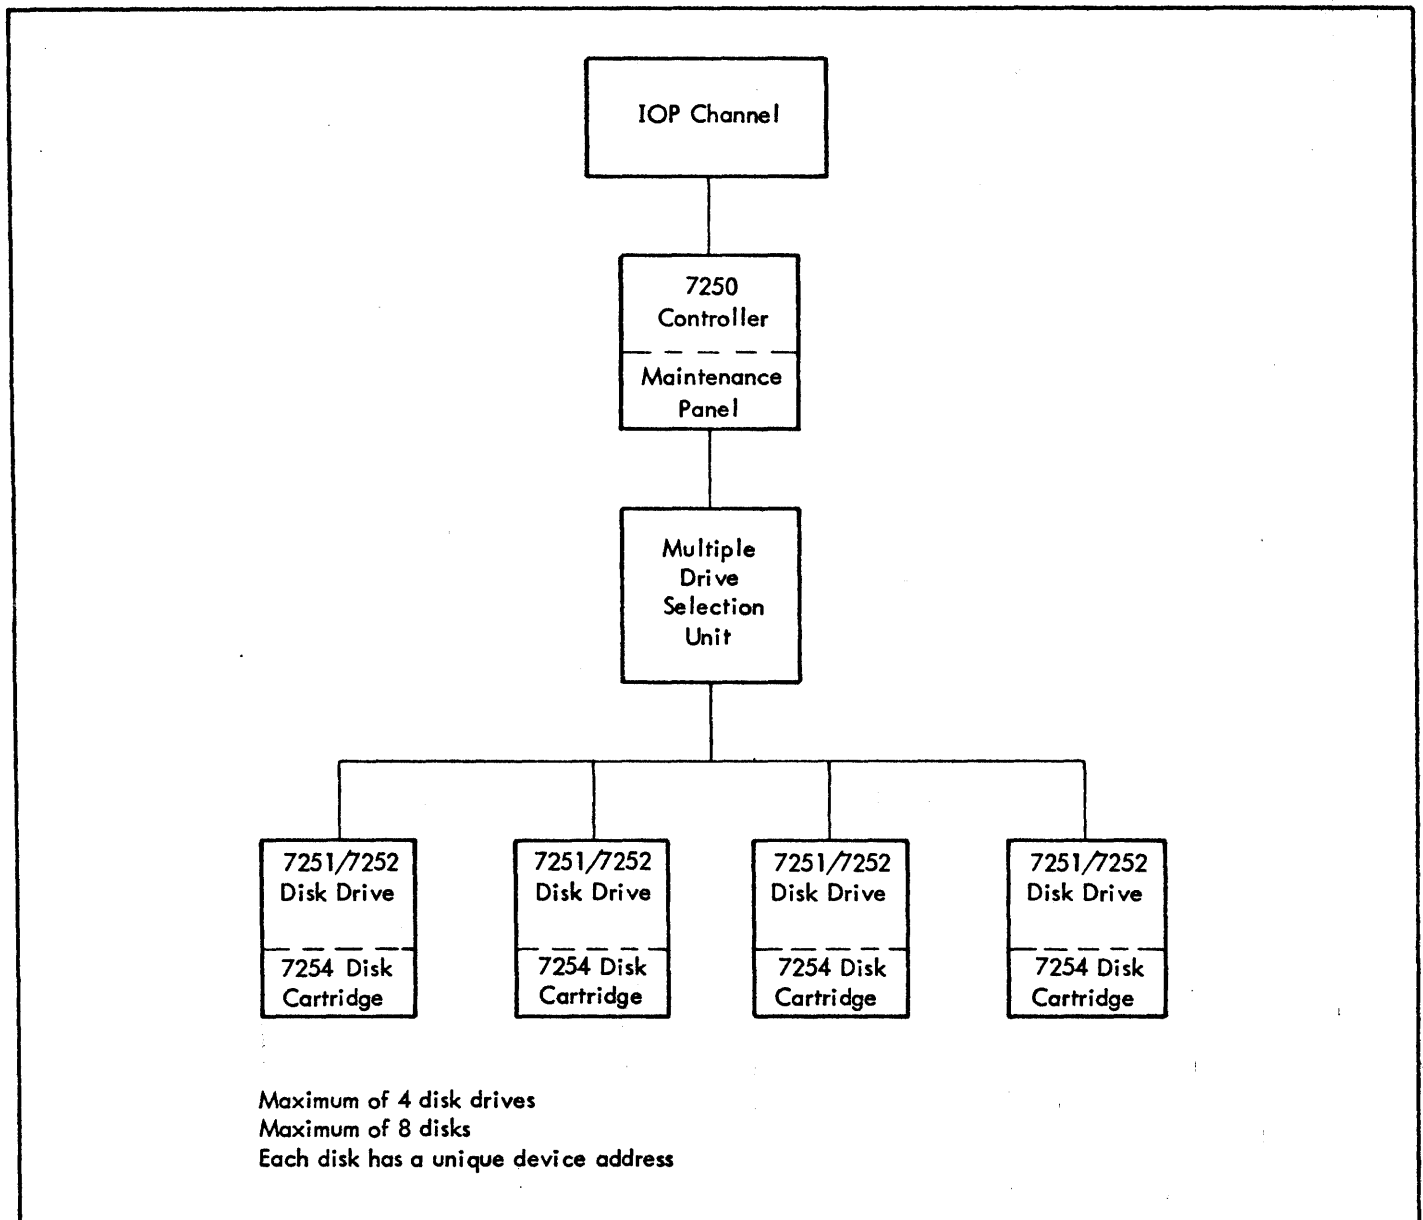 IOP Channel
7250
Controller
Maintenance
Panel
Multiple
Drive
Selection
Unit
7251/7252
Disk Drive
7254 Disk
Cartridge
7251/7252
Disk Drive
7254 Disk
Cartridge
7251/7252
Disk Drive
7254 Disk
Cartridge
7251/7252
Disk Drive
7254 Disk
Cartridge
Maximum of 4 disk drives
Maximum of 8 disks
Each disk has a unique device address